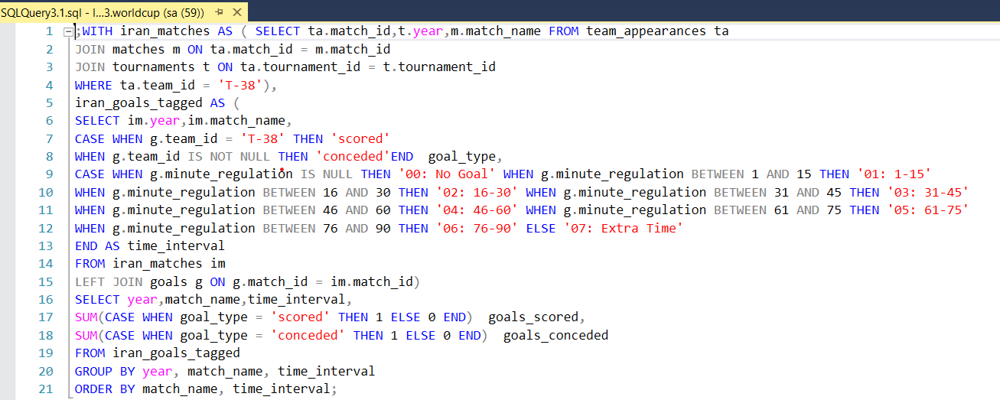 SQLQuery3.1.sql - l...3.worldcup (sa (59))
1 ;WITH iran_matches AS ( SELECT ta.match_id,t.year,m.match_name FROM team_appearances ta
2 JOIN matches m ON ta.match_id = m.match_id
3 JOIN tournaments t ON ta.tournament_id = t.tournament_id
4 WHERE ta.team_id = 'T-38'),
5 iran_goals_tagged AS (
6 SELECT im.year,im.match_name,
7 CASE WHEN g.team_id = 'T-38' THEN 'scored'
8 WHEN g.team_id IS NOT NULL THEN 'conceded'END  goal_type,
9 CASE WHEN g.minute_regulation IS NULL THEN '00: No Goal' WHEN g.minute_regulation BETWEEN 1 AND 15 THEN '01: 1-15'
10 WHEN g.minute_regulation BETWEEN 16 AND 30 THEN '02: 16-30' WHEN g.minute_regulation BETWEEN 31 AND 45 THEN '03: 31-45'
11 WHEN g.minute_regulation BETWEEN 46 AND 60 THEN '04: 46-60' WHEN g.minute_regulation BETWEEN 61 AND 75 THEN '05: 61-75'
12 WHEN g.minute_regulation BETWEEN 76 AND 90 THEN '06: 76-90' ELSE '07: Extra Time'
13 END AS time_interval
14 FROM iran_matches im
15 LEFT JOIN goals g ON g.match_id = im.match_id)
16 SELECT year,match_name,time_interval,
17 SUM(CASE WHEN goal_type = 'scored' THEN 1 ELSE 0 END)  goals_scored,
18 SUM(CASE WHEN goal_type = 'conceded' THEN 1 ELSE 0 END)  goals_conceded
19 FROM iran_goals_tagged
20 GROUP BY year, match_name, time_interval
21 ORDER BY match_name, time_interval;